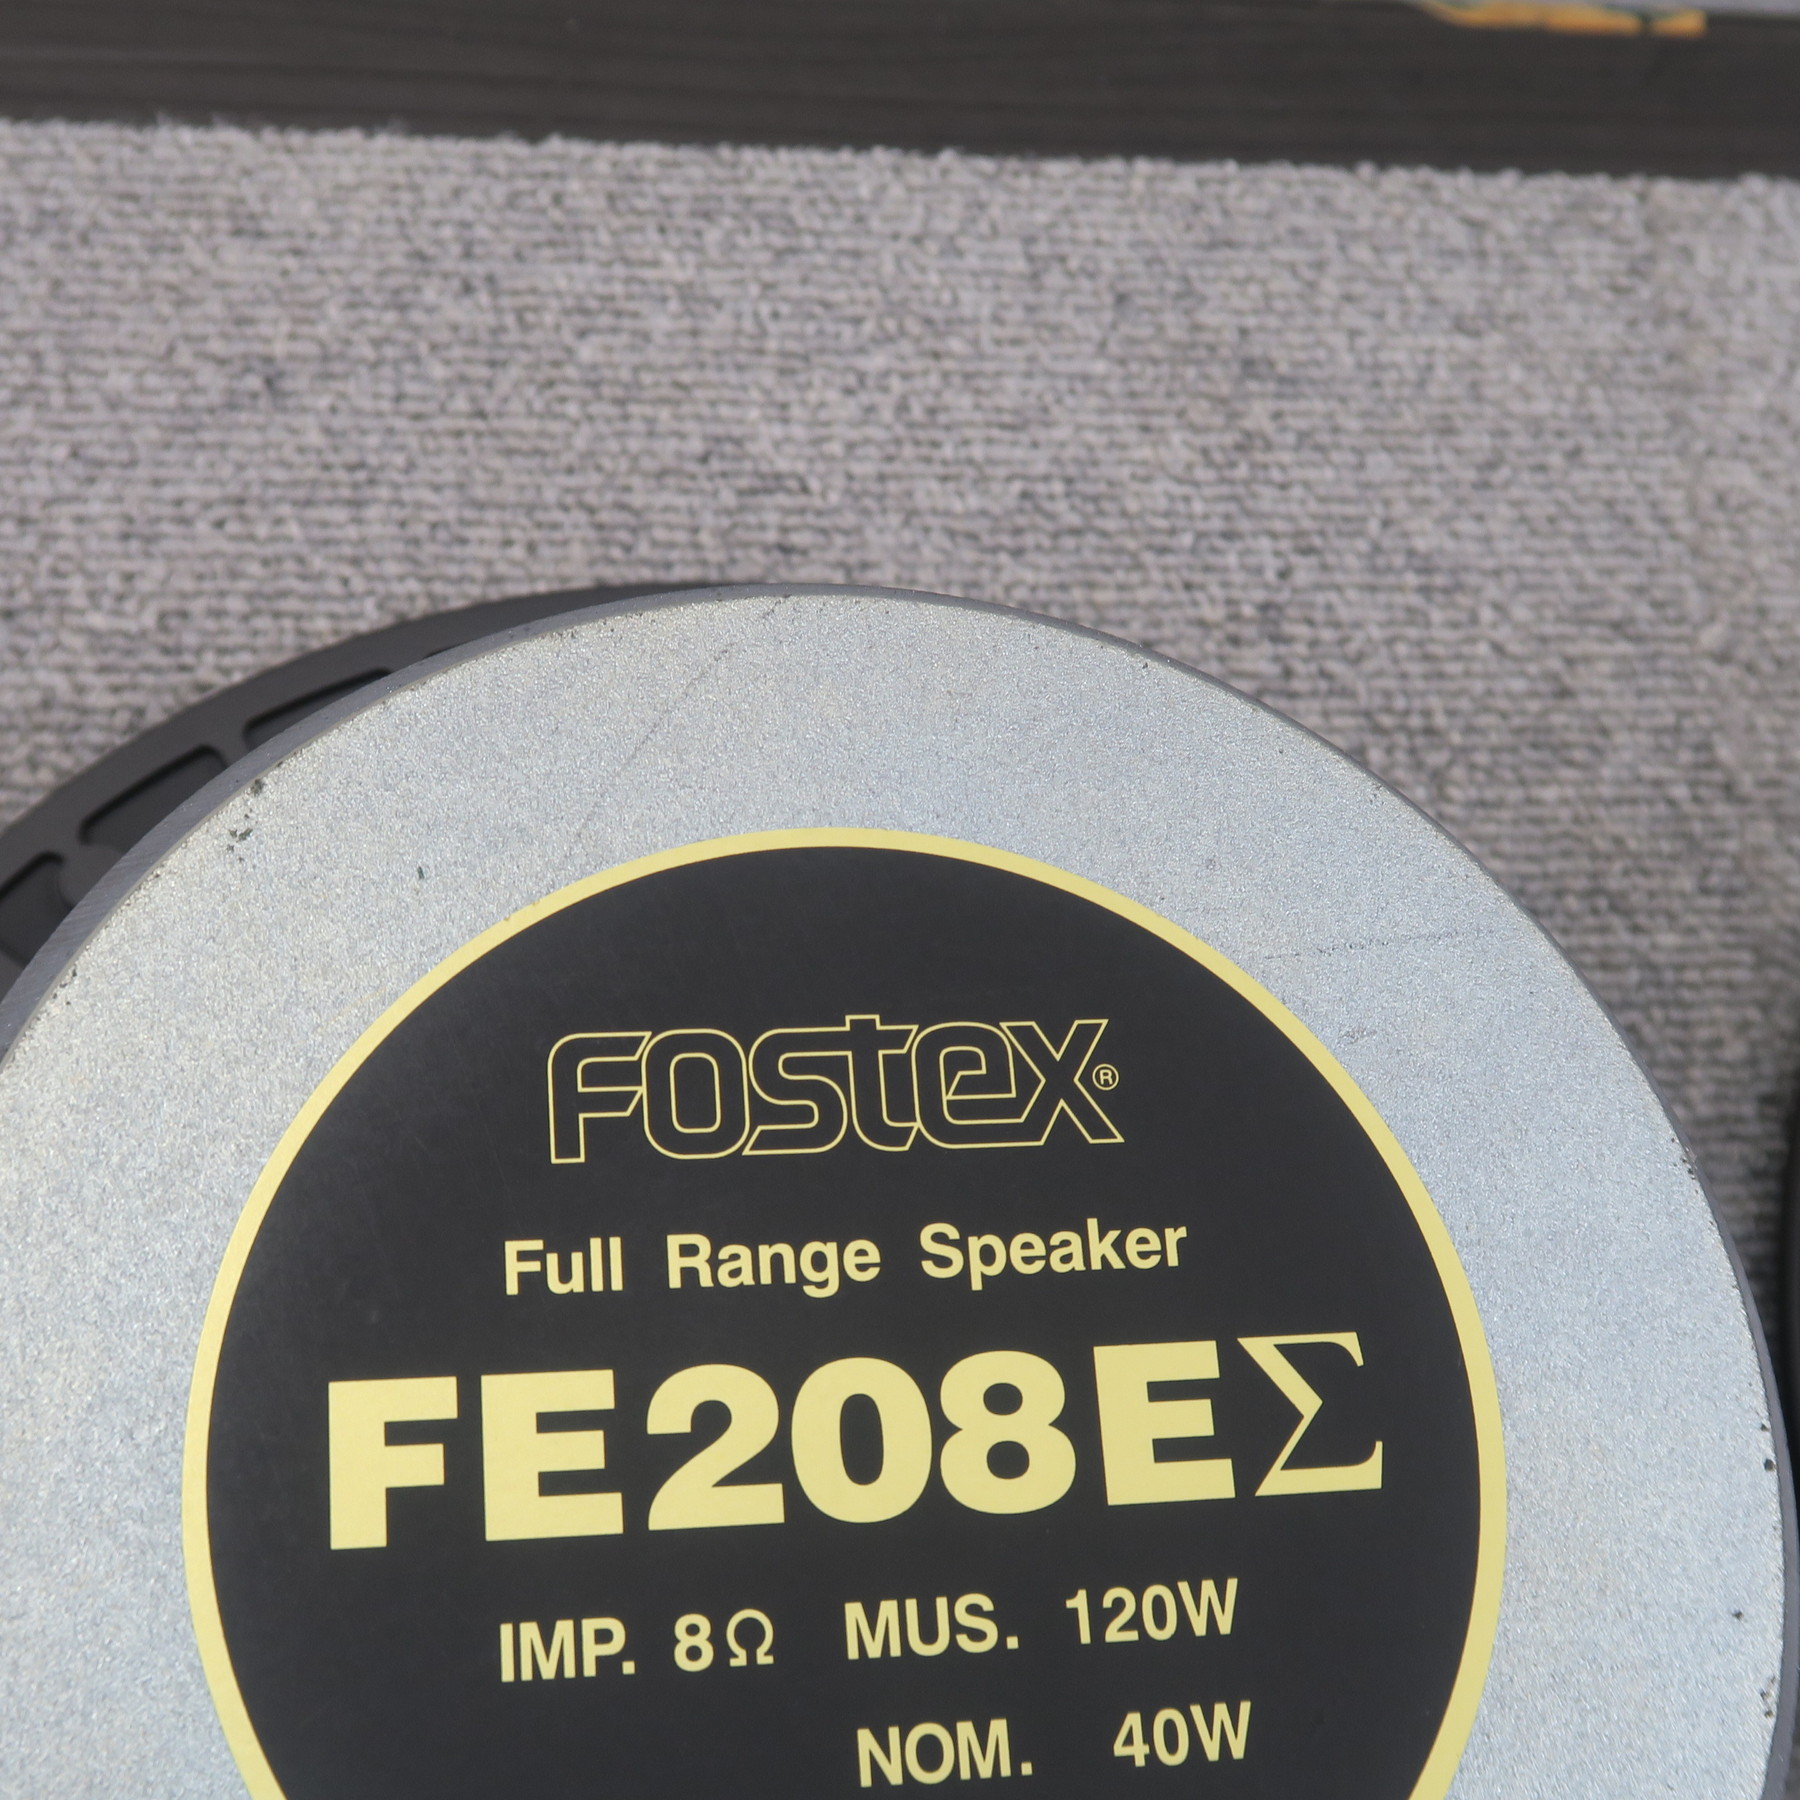 Fostex®
Full Range Speaker
FE208EΣ
IMP. 8Ω MUS. 120W
NOM. 40W